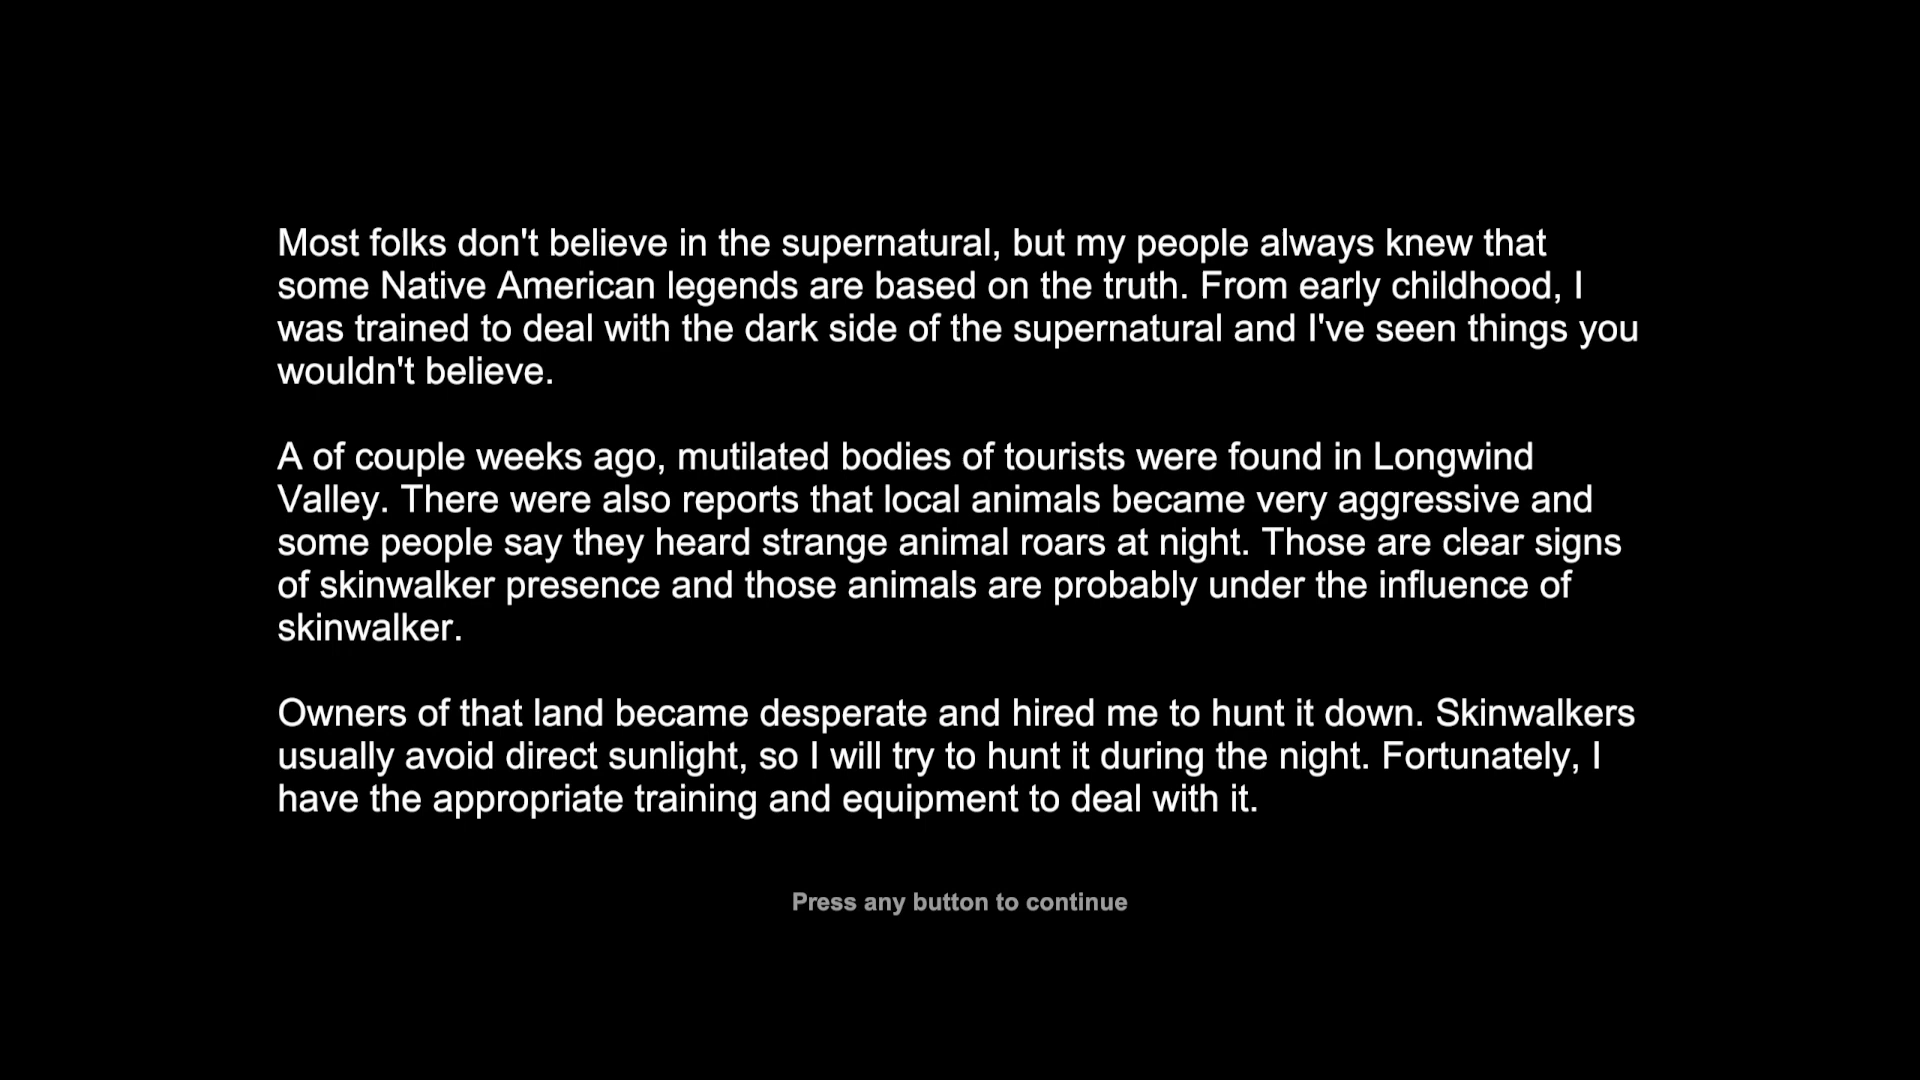 Most folks don't believe in the supernatural, but my people always knew that
some Native American legends are based on the truth. From early childhood, I
was trained to deal with the dark side of the supernatural and I've seen things you
wouldn't believe.
A of couple weeks ago, mutilated bodies of tourists were found in Longwind
Valley. There were also reports that local animals became very aggressive and
some people say they heard strange animal roars at night. Those are clear signs
of skinwalker presence and those animals are probably under the influence of
skinwalker.
Owners of that land became desperate and hired me to hunt it down. Skinwalkers
usually avoid direct sunlight, so I will try to hunt it during the night. Fortunately, I
have the appropriate training and equipment to deal with it.
Press any button to continue